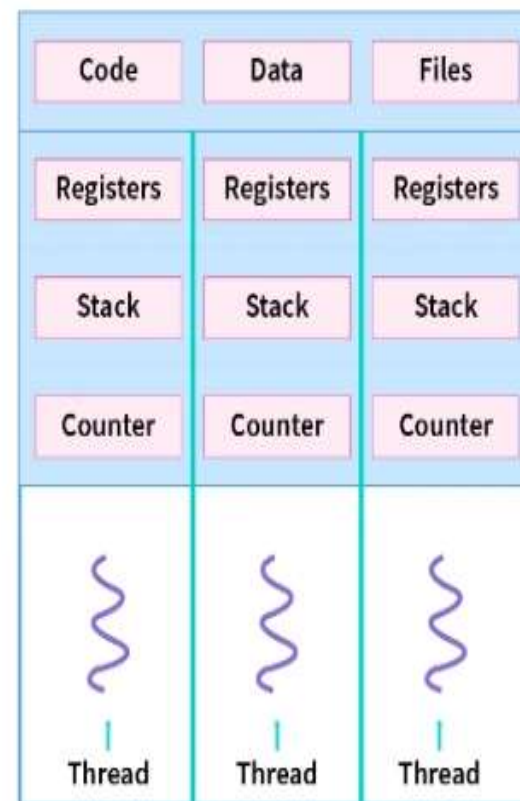 Code Data Files
Registers Registers Registers
Stack Stack Stack
Counter Counter Counter
Thread Thread Thread